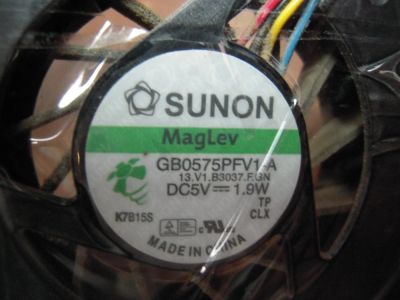 SUNON
MagLev
GB0575PFV1-A
13.V1.B3037.F.GN
DC5V⎓1.9W
TP
K7B15S CLX
MADE IN CHINA